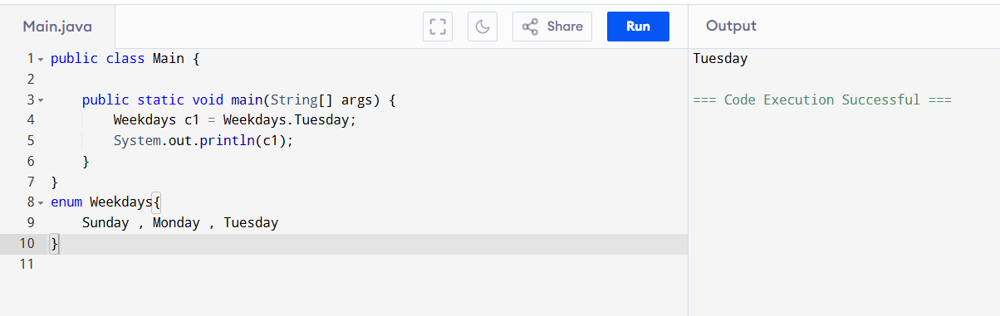 Main.java
Share
Run
Output
1 public class Main {
2
3 public static void main(String[] args) {
4 Weekdays c1 = Weekdays.Tuesday;
5 System.out.println(c1);
6 }
7 }
8 enum Weekdays{
9 Sunday , Monday , Tuesday
10 }
11
Tuesday
=== Code Execution Successful ===